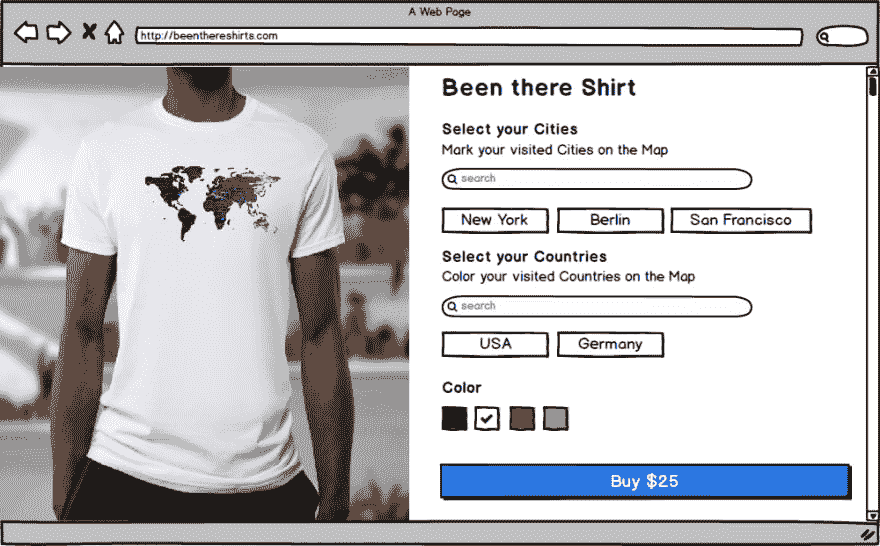 A Web Page
http://beenthereshirts.com
Been there Shirt
Select your Cities
Mark your visited Cities on the Map
search
New York Berlin San Francisco
Select your Countries
Color your visited Countries on the Map
search
USA Germany
Color
Buy $25